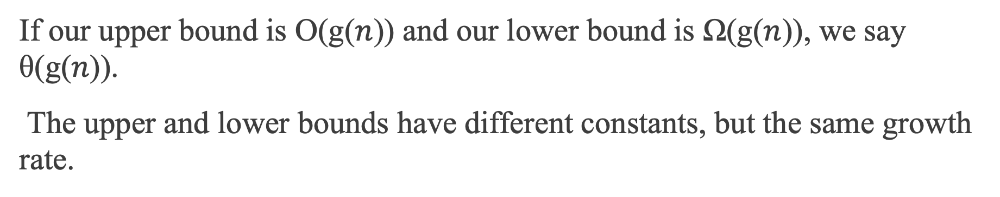 If our upper bound is O(g(n)) and our lower bound is Ω(g(n)), we say
θ(g(n)).
The upper and lower bounds have different constants, but the same growth
rate.